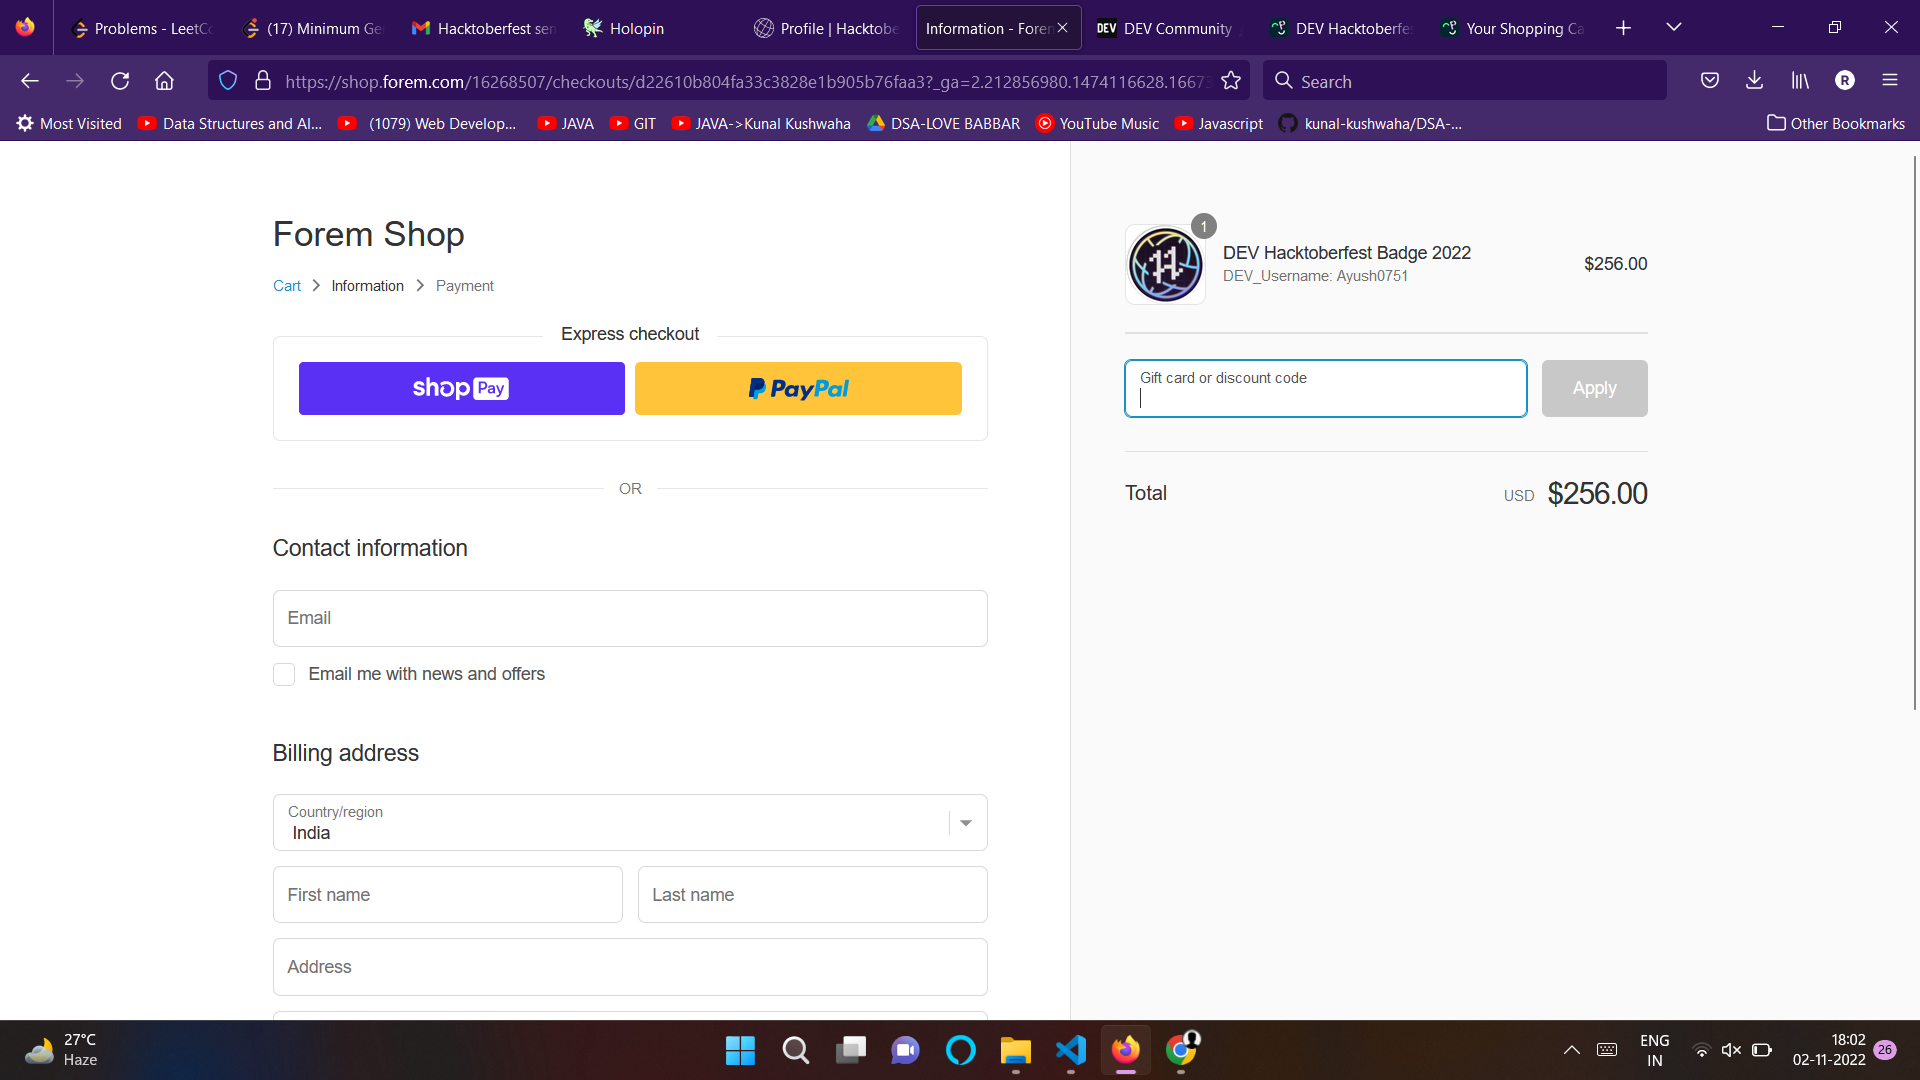 Problems - LeetCo
(17) Minimum Ge
Hacktoberfest sen
Holopin
Profile | Hacktobe
Information - Forem
DEV Community
DEV Hacktoberfe
Your Shopping Ca
https://shop.forem.com/16268507/checkouts/d22610b804fa33c3828e1b905b76faa3?_ga=2.212856980.1474116628.1667
Search
R
Most Visited
Data Structures and Al...
(1079) Web Develop...
JAVA
GIT
JAVA->Kunal Kushwaha
DSA-LOVE BABBAR
YouTube Music
Javascript
kunal-kushwaha/DSA-...
Other Bookmarks
Forem Shop
Cart > Information > Payment
Express checkout
shop Pay
PayPal
OR
Contact information
Email
Email me with news and offers
Billing address
Country/region
India
First name
Last name
Address
1
DEV Hacktoberfest Badge 2022
DEV_Username: Ayush0751
$256.00
Gift card or discount code
Apply
Total
USD $256.00
27°C
Haze
ENG
IN
18:02
02-11-2022
26